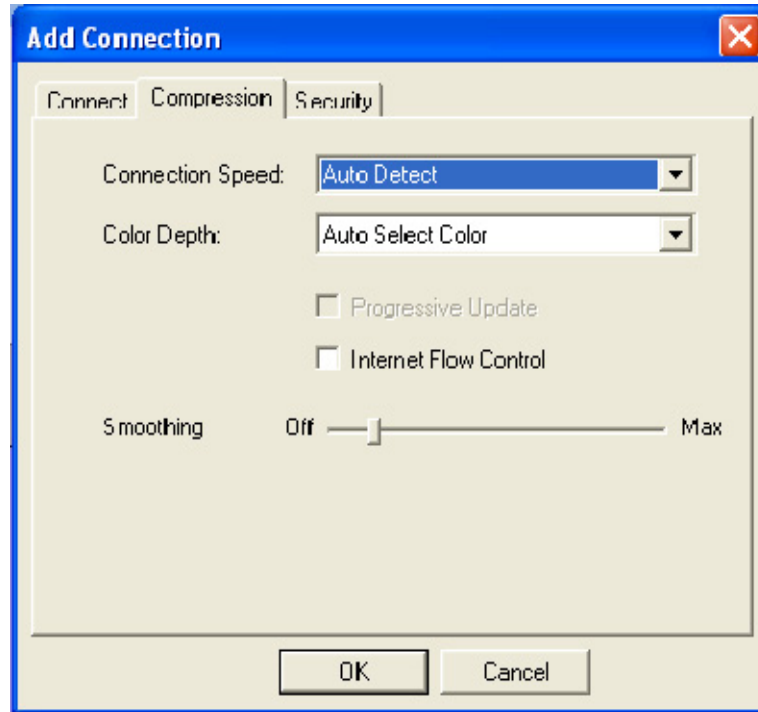 Add Connection
Connect Compression Security
Connection Speed: Auto Detect
Color Depth: Auto Select Color
Progressive Update
Internet Flow Control
Smoothing Off Max
OK Cancel